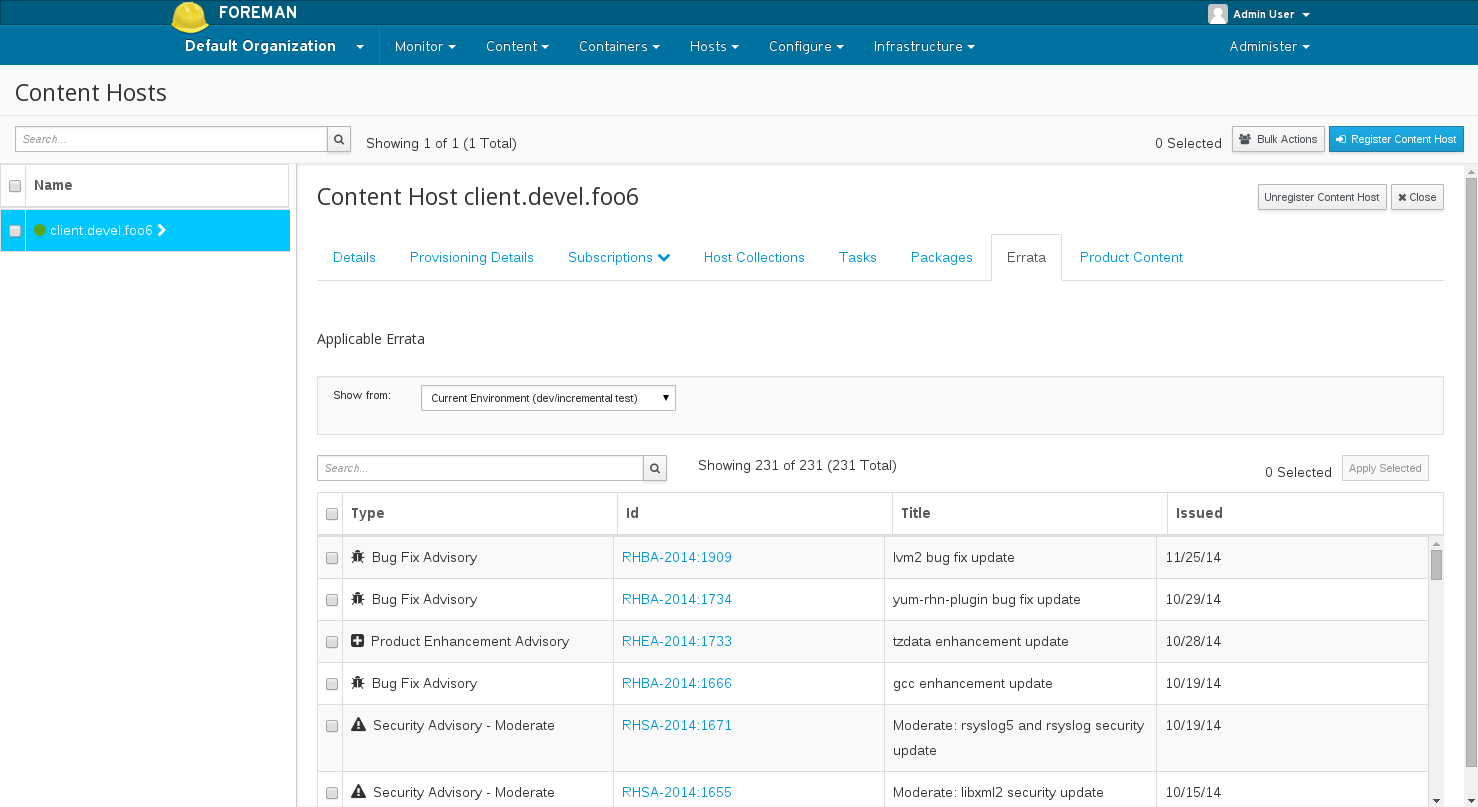 FOREMAN
Admin User
Default Organization
Monitor Content Containers Hosts Configure Infrastructure Administer
Content Hosts
Search...
Showing 1 of 1 (1 Total)
0 Selected
Bulk Actions
Register Content Host
Name
client.devel.foo6
Content Host client.devel.foo6
Unregister Content Host
Close
Details Provisioning Details Subscriptions Host Collections Tasks Packages Errata Product Content
Applicable Errata
Show from:
Current Environment (dev/incremental test)
Search...
Showing 231 of 231 (231 Total)
0 Selected
Apply Selected
Type Id Title Issued
Bug Fix Advisory RHBA-2014:1909 lvm2 bug fix update 11/25/14
Bug Fix Advisory RHBA-2014:1734 yum-rhn-plugin bug fix update 10/29/14
Product Enhancement Advisory RHEA-2014:1733 tzdata enhancement update 10/28/14
Bug Fix Advisory RHBA-2014:1666 gcc enhancement update 10/19/14
Security Advisory - Moderate RHSA-2014:1671 Moderate: rsyslog5 and rsyslog security 10/19/14
update
Security Advisory - Moderate RHSA-2014:1655 Moderate: libxml2 security update 10/15/14